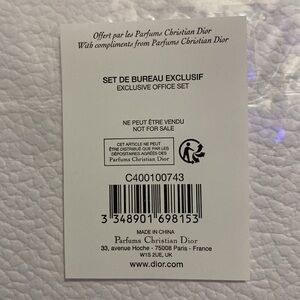 Offert par les Parfums Christian Dior
With compliments from Parfums Christian Dior
SET DE BUREAU EXCLUSIF
EXCLUSIVE OFFICE SET
NE PEUT ÊTRE VENDU
NOT FOR SALE
CET ARTICLE NE PEUT
ÊTRE DISTRIBUÉ QUE PAR LES
DÉPOSITAIRES AGRÉÉS DES
Parfums Christian Dior
C400100743
3 348901 698153
MADE IN CHINA
Parfums Christian Dior
33, avenue Hoche - 75008 Paris - France
W1S 2UE, UK
www.dior.com